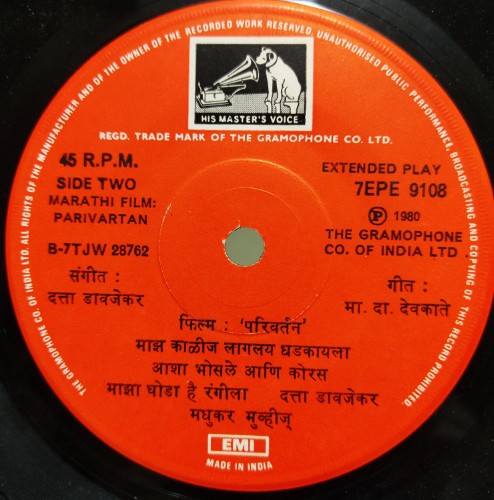 ALL RIGHTS OF THE MANUFACTURER AND OF THE OWNER OF THE RECORDED WORK RESERVED. UNAUTHORISED PUBLIC PERFORMANCE, BROADCASTING AND COPYING OF THIS RECORD PROHIBITED.
THE GRAMOPHONE CO. OF INDIA LTD.
HIS MASTER'S VOICE
REGD. TRADE MARK OF THE GRAMOPHONE CO. LTD.
45 R.P.M.
SIDE TWO
MARATHI FILM:
PARIVARTAN
B-7TJW 28762
EXTENDED PLAY
7EPE 9108
Ⓟ 1980
THE GRAMOPHONE
CO. OF INDIA LTD.
संगीत :
दत्ता डावजेकर
गीत :
मा. दा. देवकाते
फिल्म : 'परिवर्तन'
माझ काळीज लागलय धडकायला
आशा भोसले आणि कोरस
माझा घोडा है रंगीला दत्ता डावजेकर
मधुकर मुव्हीज्
EMI
MADE IN INDIA